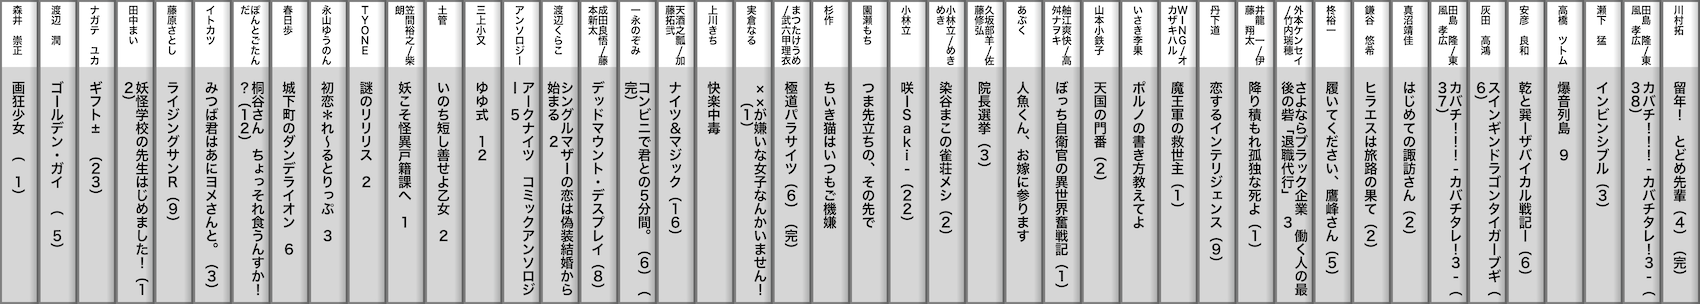 川村拓
留年！　とどめ先輩（４）（完）
田島　隆/東
風　孝広
カバチ！！！-カバチタレ！３-（
３８）
瀬下　猛
インビンシブル（３）
高橋　ツトム
爆音列島　９
安彦　良和
乾と巽ーザバイカル戦記ー（６）
灰田　高鴻
スインギンドラゴンタイガーブギ（
６）
田島　隆/東
風　孝広
カバチ！！！-カバチタレ！３-（
３７）
真沼靖佳
はじめての諏訪さん（２）
鎌谷　悠希
ヒラエスは旅路の果て（２）
柊裕一
履いてください、鷹峰さん（５）
外本ケンセイ
/竹内瑞穂
さよならブラック企業　働く人の最
後の砦「退職代行」　３
井龍　一/伊
藤　翔太
降り積もれ孤独な死よ（１）
丹下道
恋するインテリジェンス（９）
ＷＩＮＧ/オ
カザキハル
魔王軍の救世主（１）
いさき李果
ポルノの書き方教えてよ
山本小鉄子
天国の門番（２）
舳江爽快/高
舛ナヲキ
ぼっち自衛官の異世界奮戦記（１）
あぶく
人魚くん、お嫁に参ります
久坂部羊/佐
藤修弘
院長選挙（３）
小林立/めき
めき
染谷まこの雀荘メシ（２）
小林立
咲ーＳａｋｉ-（２２）
園瀬もち
つま先立ちの、その先で
杉作
ちいき猫はいつもご機嫌
まつたけうめ
/武六甲理衣
極道パラサイツ（６）（完）
実倉なる
××が嫌いな女子なんかいません！
（１）
上川きち
快楽中毒
天酒之瓢/加
藤拓弐
ナイツ＆マジック（１６）
一永のぞみ
コンビニで君との５分間。（６）（
完）
成田良悟/藤
本新太
デッドマウント・デスプレイ（８）
渡辺くらこ
シングルマザーの恋は偽装結婚から
始まる　２
アンソロジー
アークナイツ　コミックアンソロジ
ー　５
三上小又
ゆゆ式　１２
土管
いのち短し善せよ乙女　２
笠間裕之/柴
朗
妖こそ怪異戸籍課へ　１
ＴＹＯＮＥ
謎のリリリス　２
永山ゆうのん
初恋＊れ～るとりっぷ　３
春日歩
城下町のダンデライオン　６
ぽんとごたん
だ
桐谷さん　ちょっそれ食うんすか！
？（１２）
イトカツ
みつば君はあにヨメさんと。（３）
藤原さとし
ライジングサンＲ（９）
田中まい
妖怪学校の先生はじめました！（１
２）
ナガテ　ユカ
ギフト±　（２３）
渡辺　潤
ゴールデン・ガイ　（　５）
森井　崇正
画狂少女　（　１）